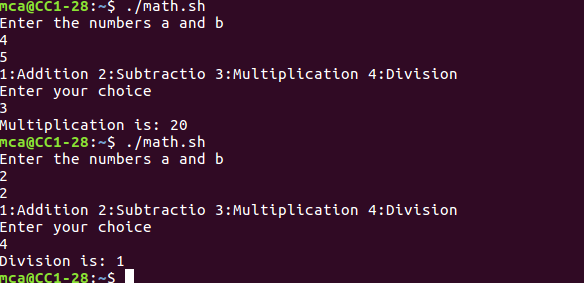 mca@CC1-28:~$ ./math.sh
Enter the numbers a and b
4
5
1:Addition 2:Subtractio 3:Multiplication 4:Division
Enter your choice
3
Multiplication is: 20
mca@CC1-28:~$ ./math.sh
Enter the numbers a and b
2
2
1:Addition 2:Subtractio 3:Multiplication 4:Division
Enter your choice
4
Division is: 1
mca@CC1-28:~$